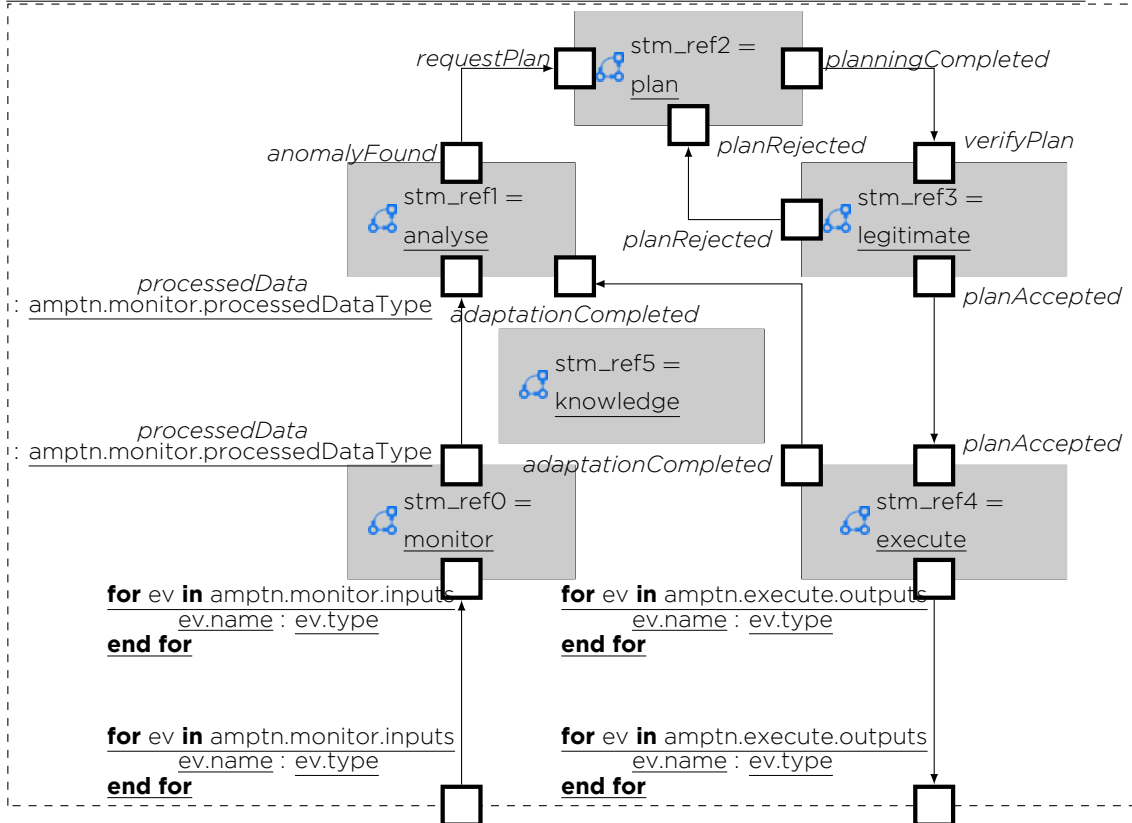 requestPlan
stm_ref2 =
plan
planningCompleted
anomalyFound
planRejected
verifyPlan
stm_ref1 =
analyse
planRejected
stm_ref3 =
legitimate
processedData
: amptn.monitor.processedDataType
adaptationCompleted
planAccepted
stm_ref5 =
knowledge
processedData
: amptn.monitor.processedDataType
adaptationCompleted
planAccepted
stm_ref0 =
monitor
stm_ref4 =
execute
for ev in amptn.monitor.inputs
ev.name : ev.type
end for
for ev in amptn.execute.outputs
ev.name : ev.type
end for
for ev in amptn.monitor.inputs
ev.name : ev.type
end for
for ev in amptn.execute.outputs
ev.name : ev.type
end for